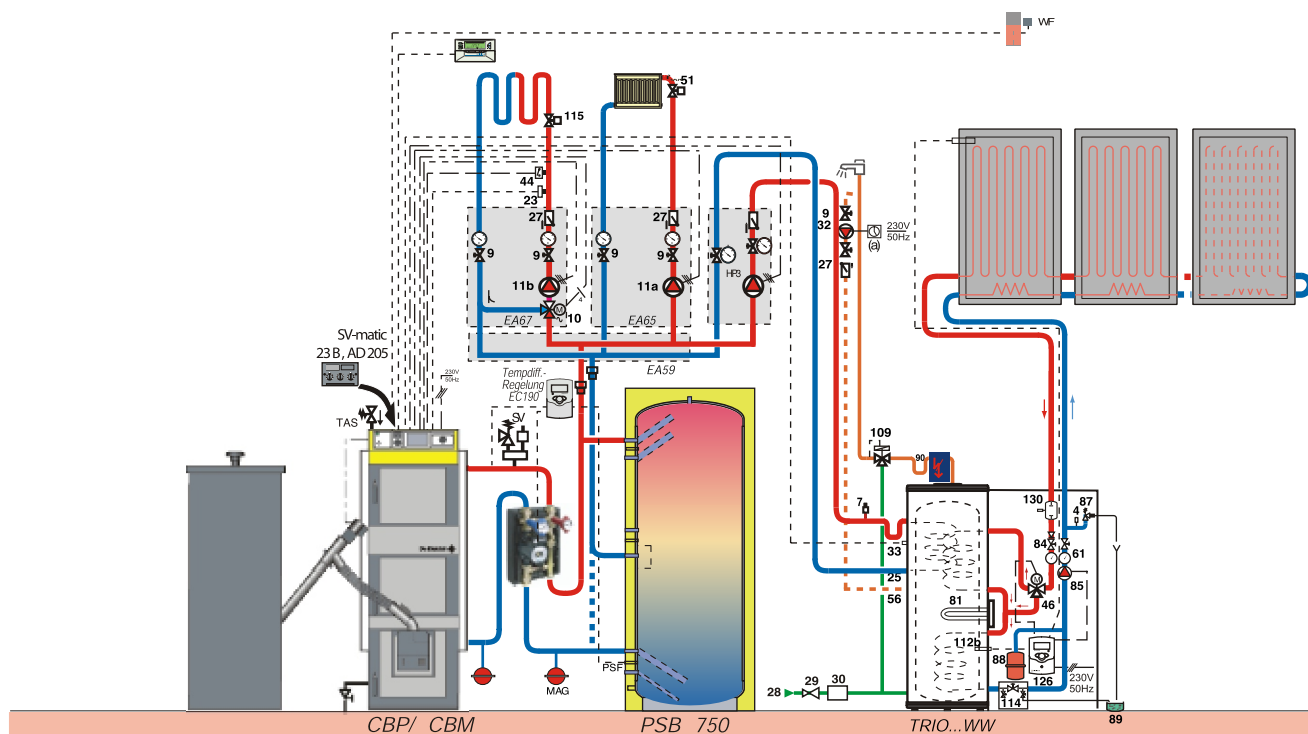 WF
51
115
44
23
27
27
9
9
9
9
11b
11a
M
10
EA67
EA65
HP3
EA59
9
32
27
(a)
230V
50Hz
SV-matic
23 B, AD 205
230V
50Hz
TAS
Tempdiff.-
Regelung
EC190
SV
109
90
7
33
25
56
81
112b
130
4
87
84
61
M
85
46
88
126
230V
50Hz
114
89
28
29
30
PSF
MAG
CBP/ CBM
PSB 750
TRIO...WW